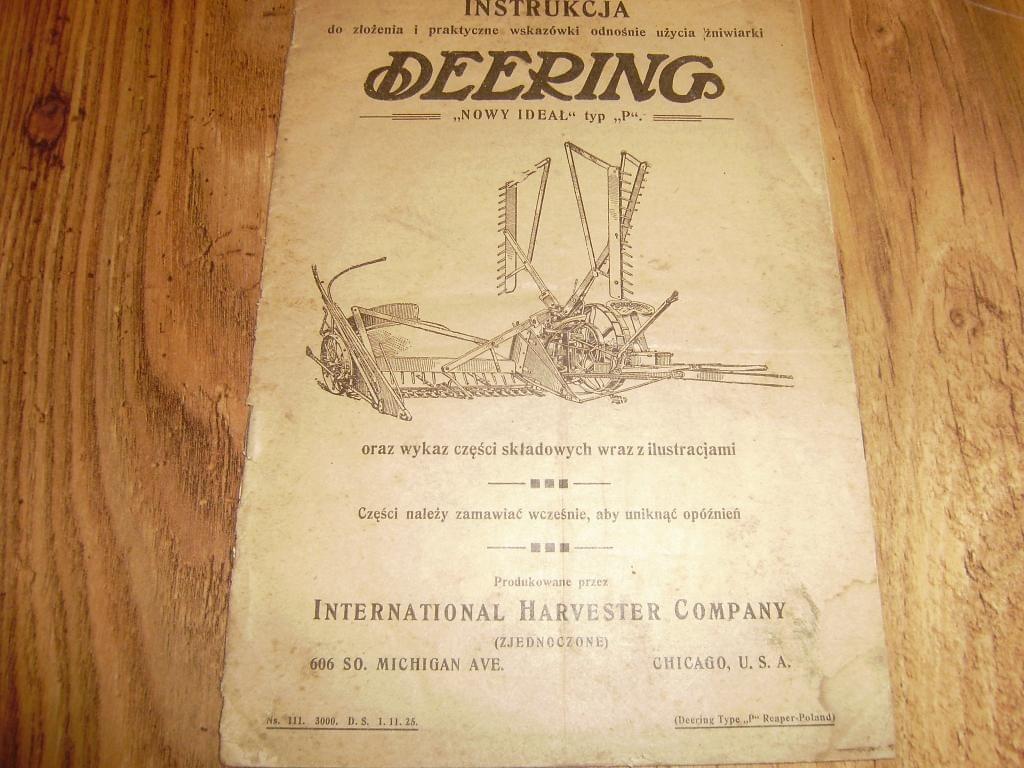 INSTRUKCJA
do złożenia i praktyczne wskazówki odnośnie użycia żniwiarki
DEERING
„NOWY IDEAŁ“ typ „P“.
oraz wykaz części składowych wraz z ilustracjami
Części należy zamawiać wcześnie, aby uniknąć opóźnień
Produkowane przez
INTERNATIONAL HARVESTER COMPANY
(ZJEDNOCZONE)
606 SO. MICHIGAN AVE. CHICAGO, U. S. A.
Ns. 111. 3000. D. S. 1. 11. 25. (Deering Type „P“ Reaper-Poland)